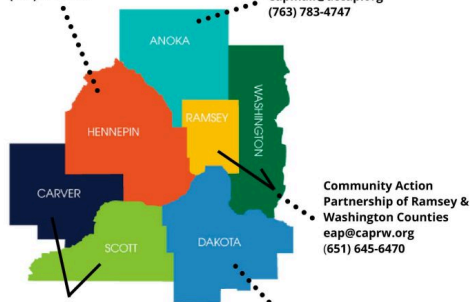 (763) 783-4747
ANOKA
WASHINGTON
RAMSEY
HENNEPIN
CARVER
Community Action
Partnership of Ramsey &
Washington Counties
eap@caprw.org
(651) 645-6470
SCOTT
DAKOTA